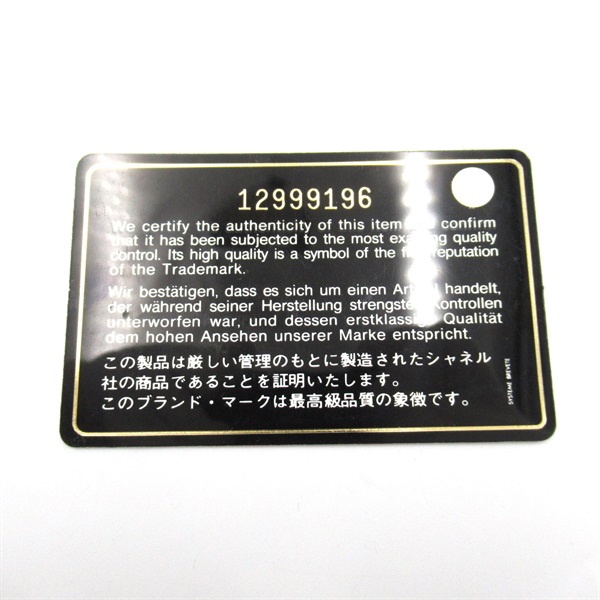 12999196
We certify the authenticity of this item confirm
that it has been subjected to the most exacting quality
control. Its high quality is a symbol of the reputation
of the Trademark.
Wir bestätigen, dass es sich um einen Artikel handelt,
der während seiner Herstellung strengsten Kontrollen
unterworfen war, und dessen erstklassige Qualität
dem hohen Ansehen unserer Marke entspricht.
この製品は厳しい管理のもとに製造されたシャネル
社の商品であることを証明いたします。
このブランド・マークは最高級品質の象徴です。
SYSTEME BREVETE